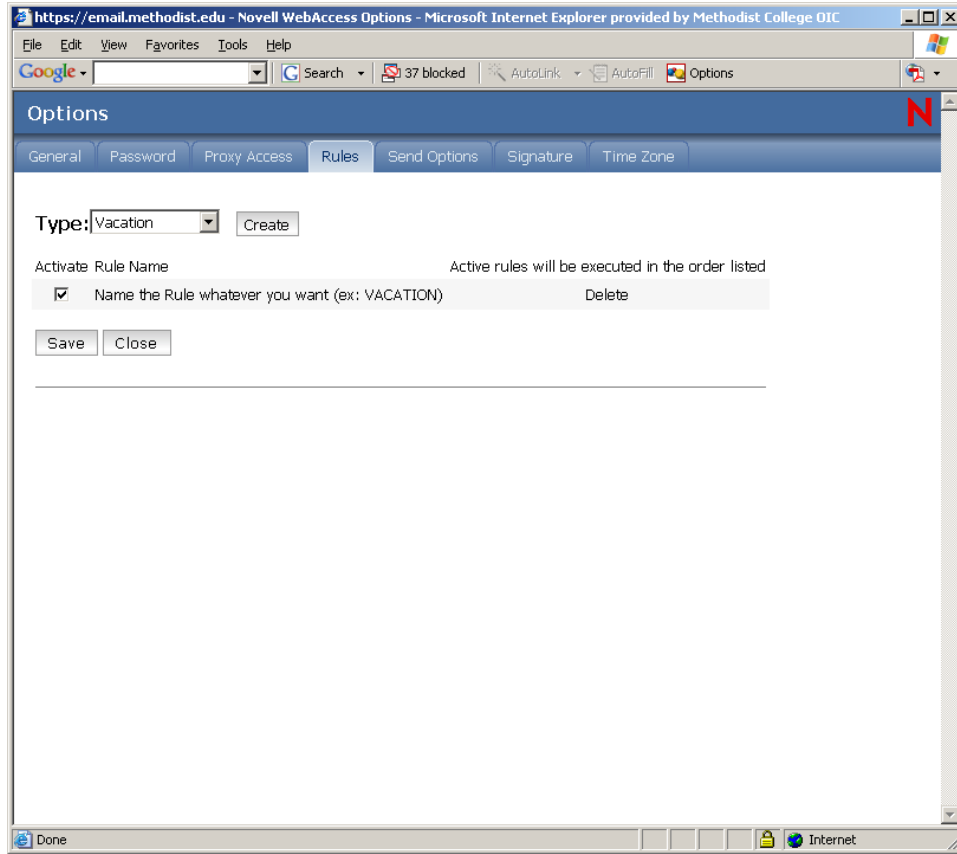 https://email.methodist.edu - Novell WebAccess Options - Microsoft Internet Explorer provided by Methodist College OIC
File Edit View Favorites Tools Help
Google Search 37 blocked AutoLink AutoFill Options
Options N
General Password Proxy Access Rules Send Options Signature Time Zone
Type: Vacation Create
Activate Rule Name Active rules will be executed in the order listed
Name the Rule whatever you want (ex: VACATION) Delete
Save Close
Done Internet